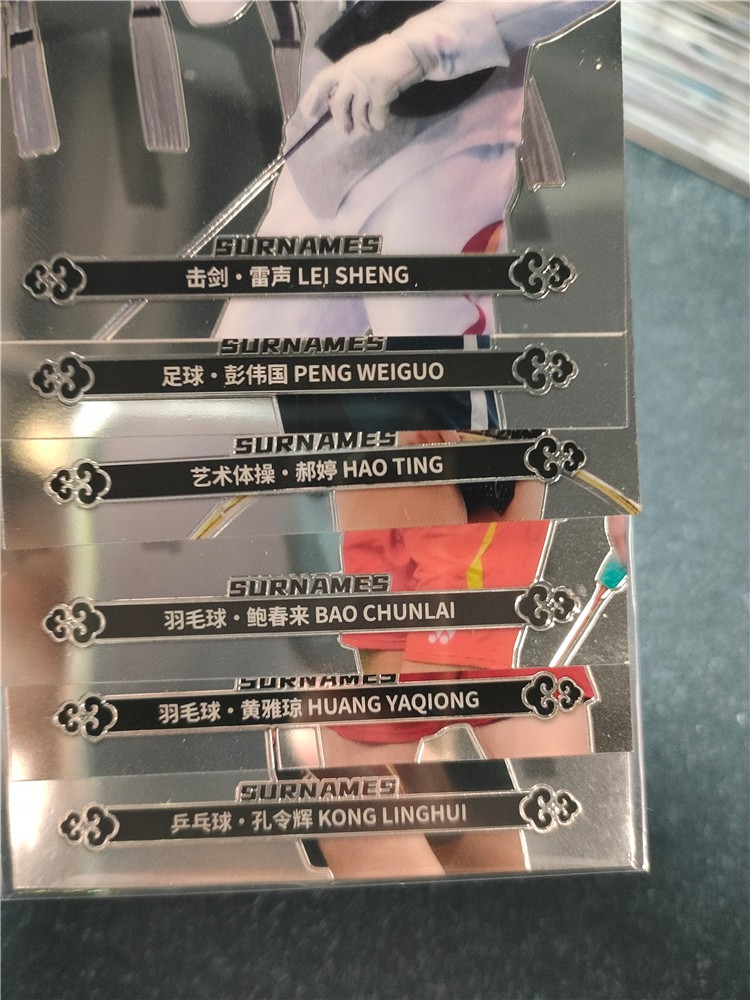 SURNAMES
击剑·雷声 LEI SHENG
SURNAMES
足球·彭伟国 PENG WEIGUO
SURNAMES
艺术体操·郝婷 HAO TING
SURNAMES
羽毛球·鲍春来 BAO CHUNLAI
SURNAMES
羽毛球·黄雅琼 HUANG YAQIONG
SURNAMES
乒乓球·孔令辉 KONG LINGHUI